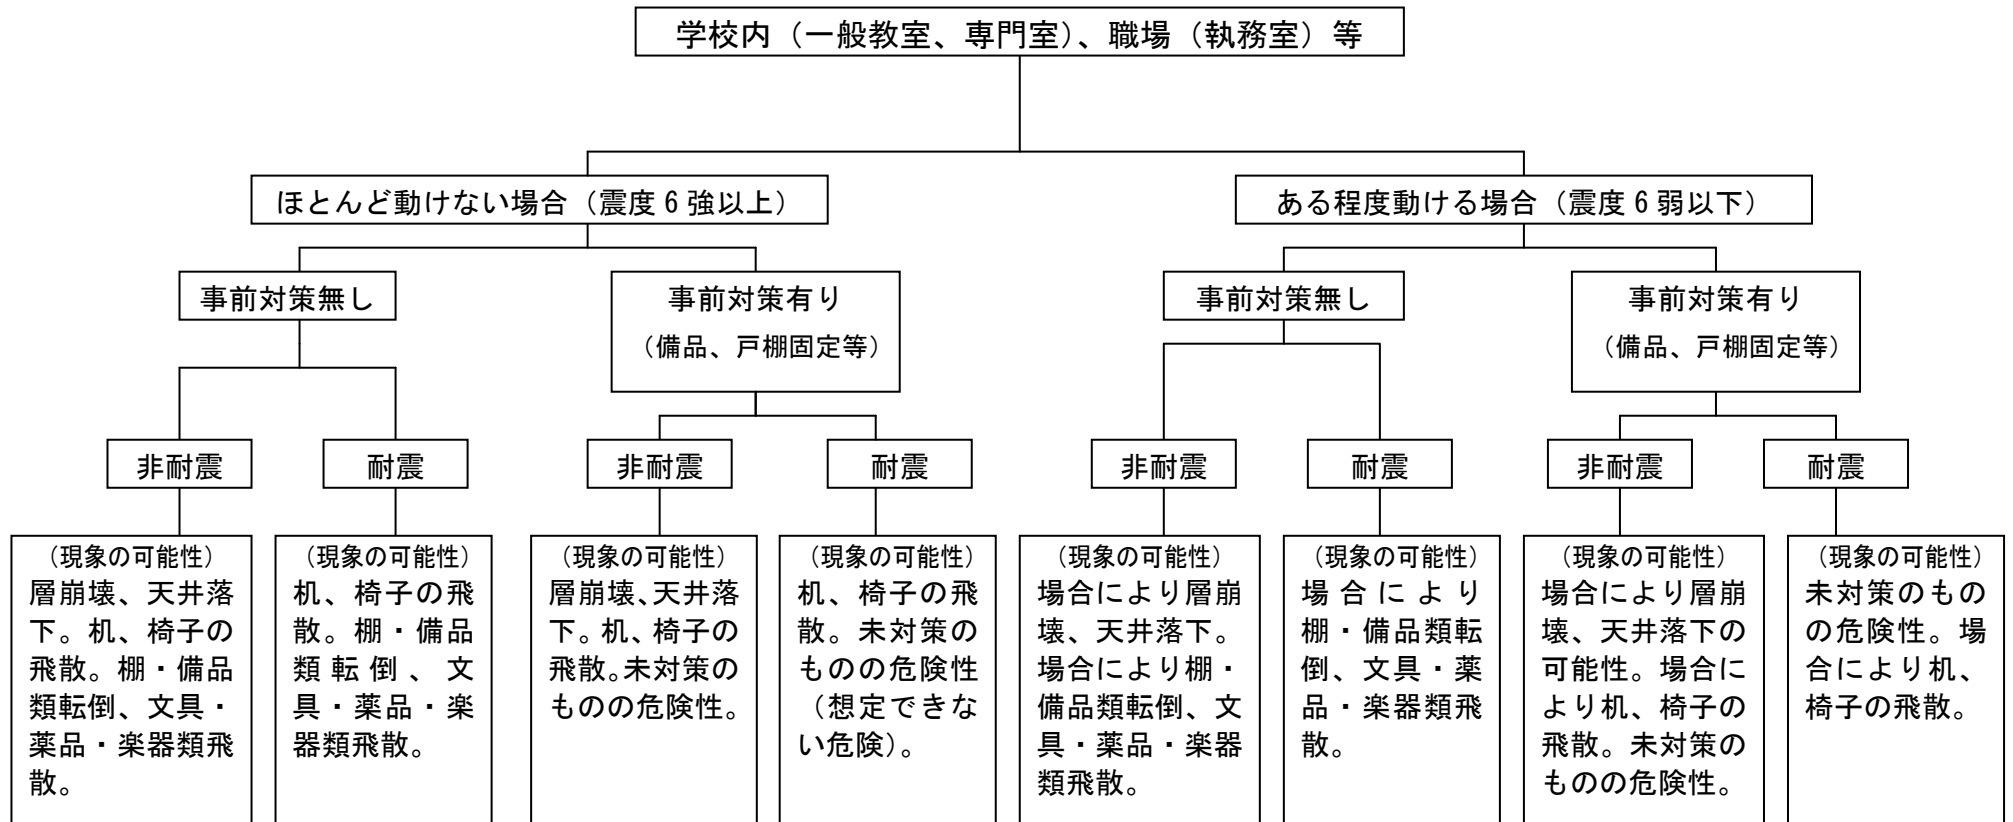 学校内（一般教室、専門室）、職場（執務室）等
ほとんど動けない場合（震度６強以上）
ある程度動ける場合（震度６弱以下）
事前対策無し
事前対策有り
（備品、戸棚固定等）
事前対策無し
事前対策有り
（備品、戸棚固定等）
非耐震
耐震
非耐震
耐震
非耐震
耐震
非耐震
耐震
（現象の可能性）
層崩壊、天井落
下。机、椅子の
飛散。棚・備品
類転倒、文具・
薬品・楽器類飛
散。
（現象の可能性）
机、椅子の飛
散。棚・備品
類転倒、文
具・薬品・楽
器類飛散。
（現象の可能性）
層崩壊、天井落
下。机、椅子の
飛散。未対策の
ものの危険性。
（現象の可能性）
机、椅子の飛
散。未対策の
ものの危険性
（想定できな
い危険）。
（現象の可能性）
場合により層崩
壊、天井落下。
場合により棚・
備品類転倒、文
具・薬品・楽器
類飛散。
（現象の可能性）
場合により
棚・備品類転
倒、文具・薬
品・楽器類飛
散。
（現象の可能性）
場合により層崩
壊、天井落下の
可能性。場合に
より机、椅子の
飛散。未対策の
ものの危険性。
（現象の可能性）
未対策のもの
の危険性。場
合により机、
椅子の飛散。